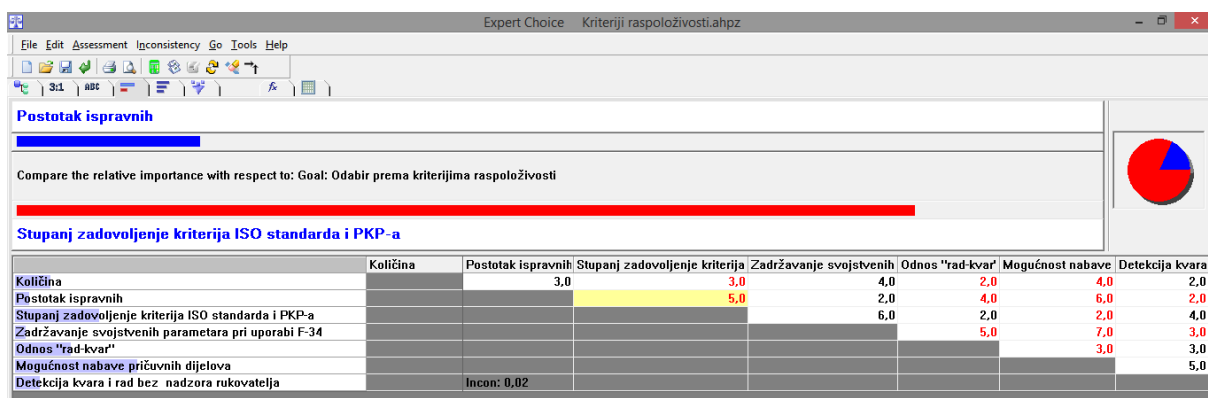 Expert Choice Kriteriji raspoloživosti.ahpz
File Edit Assessment Inconsistency Go Tools Help
3:1 ABC fx
Postotak ispravnih
Compare the relative importance with respect to: Goal: Odabir prema kriterijima raspoloživosti
Stupanj zadovoljenje kriterija ISO standarda i PKP-a
Količina Postotak ispravnih Stupanj zadovoljenje kriterija Zadržavanje svojstvenih Odnos "rad-kvar' Mogućnost nabave Detekcija kvara
Količina 3,0 3,0 4,0 2,0 4,0 2,0
Postotak ispravnih 5,0 2,0 4,0 6,0 2,0
Stupanj zadovoljenje kriterija ISO standarda i PKP-a 6,0 2,0 2,0 4,0
Zadržavanje svojstvenih parametara pri uporabi F-34 5,0 7,0 3,0
Odnos "rad-kvar" 3,0 3,0
Mogućnost nabave pričuvnih dijelova 5,0
Detekcija kvara i rad bez nadzora rukovatelja Incon: 0,02